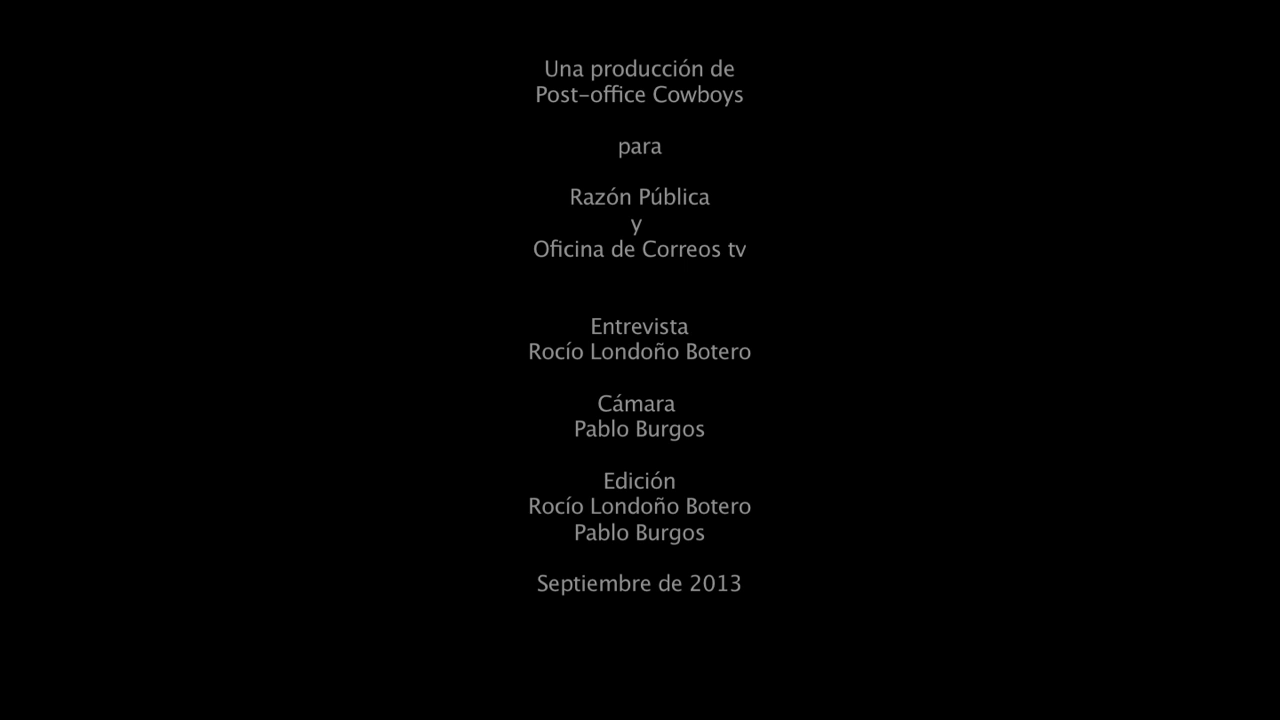 Una producción de
Post-office Cowboys
para
Razón Pública
y
Oficina de Correos tv
Entrevista
Rocío Londoño Botero
Cámara
Pablo Burgos
Edición
Rocío Londoño Botero
Pablo Burgos
Septiembre de 2013